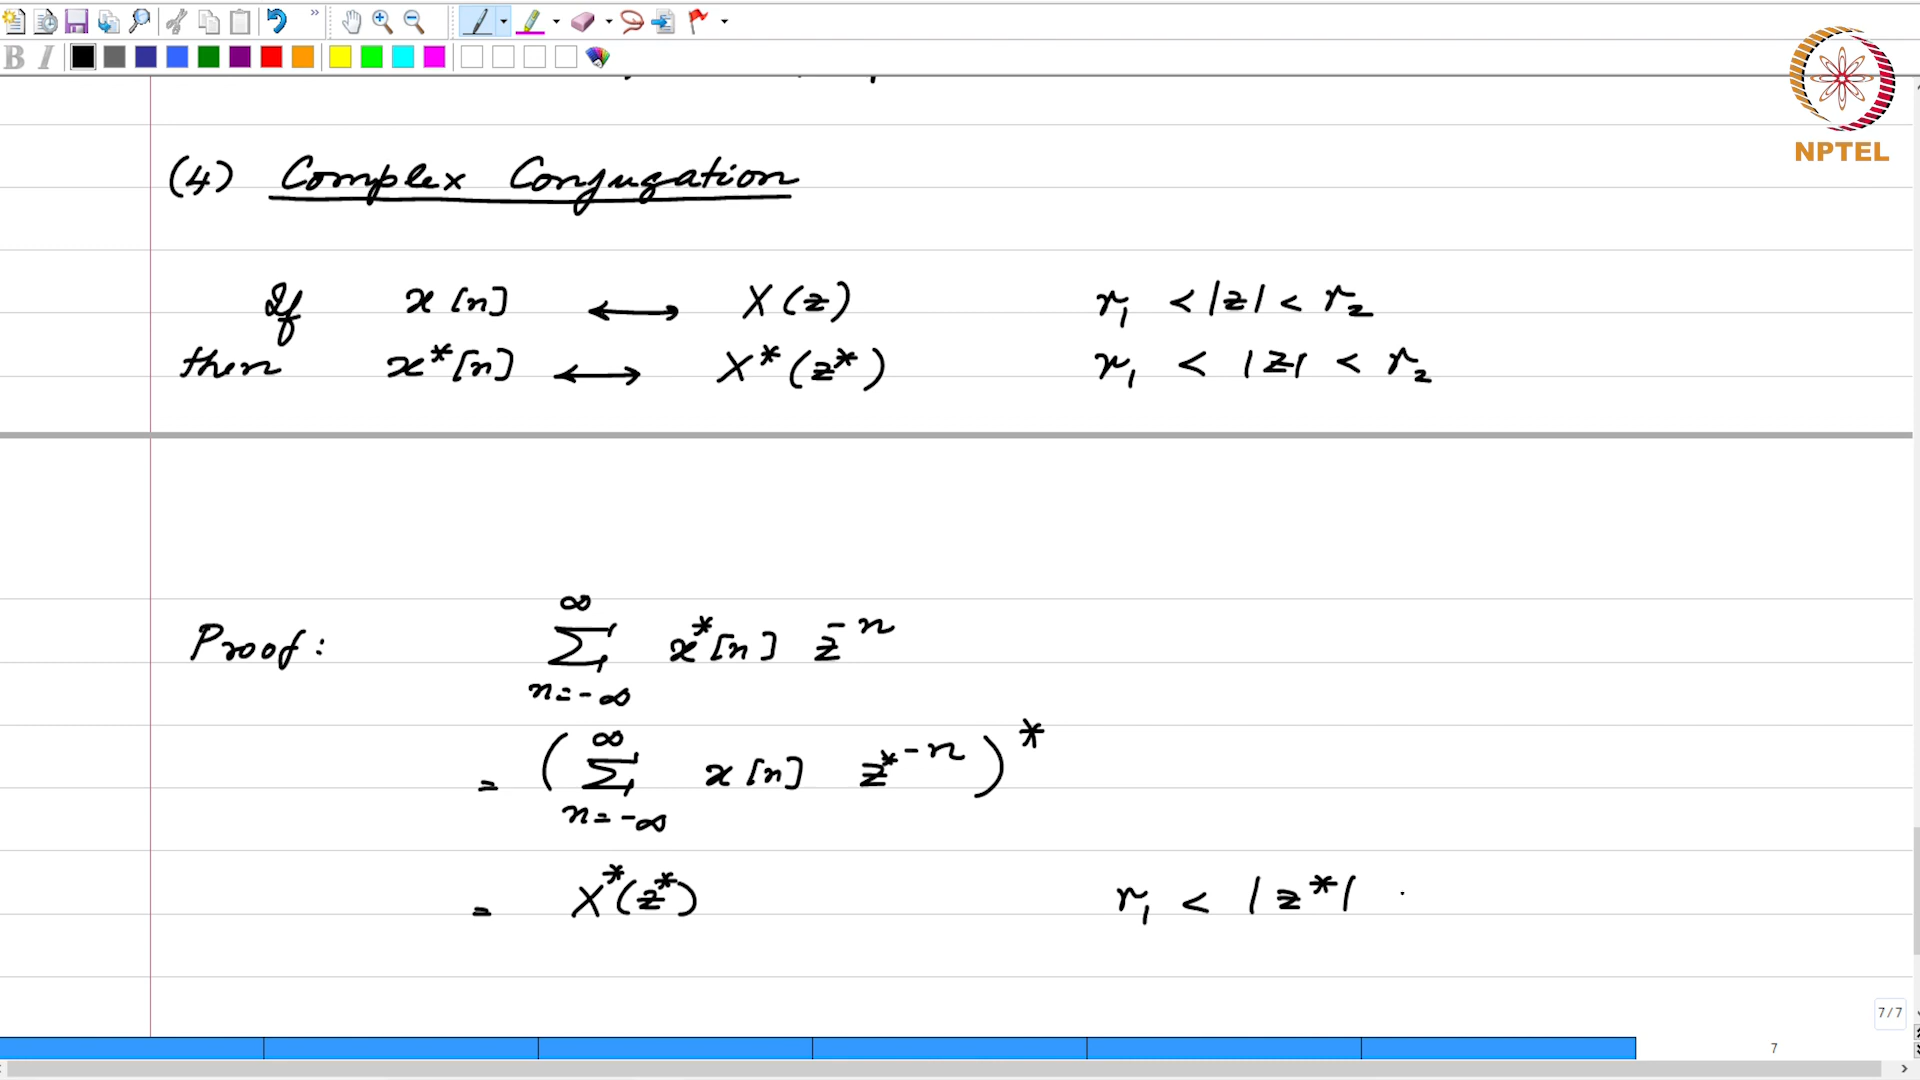 B I
NPTEL
(4) Complex Conjugation
If x[n] ⟷ X(z) r₁ < |z| < r₂
then x*[n] ⟷ X*(z*) r₁ < |z| < r₂
Proof: ∑_{n=-∞}^{∞} x*[n] z^{-n}
= ( ∑_{n=-∞}^{∞} x[n] z*^{-n} )*
= X*(z*) r₁ < |z*|
7/7
7